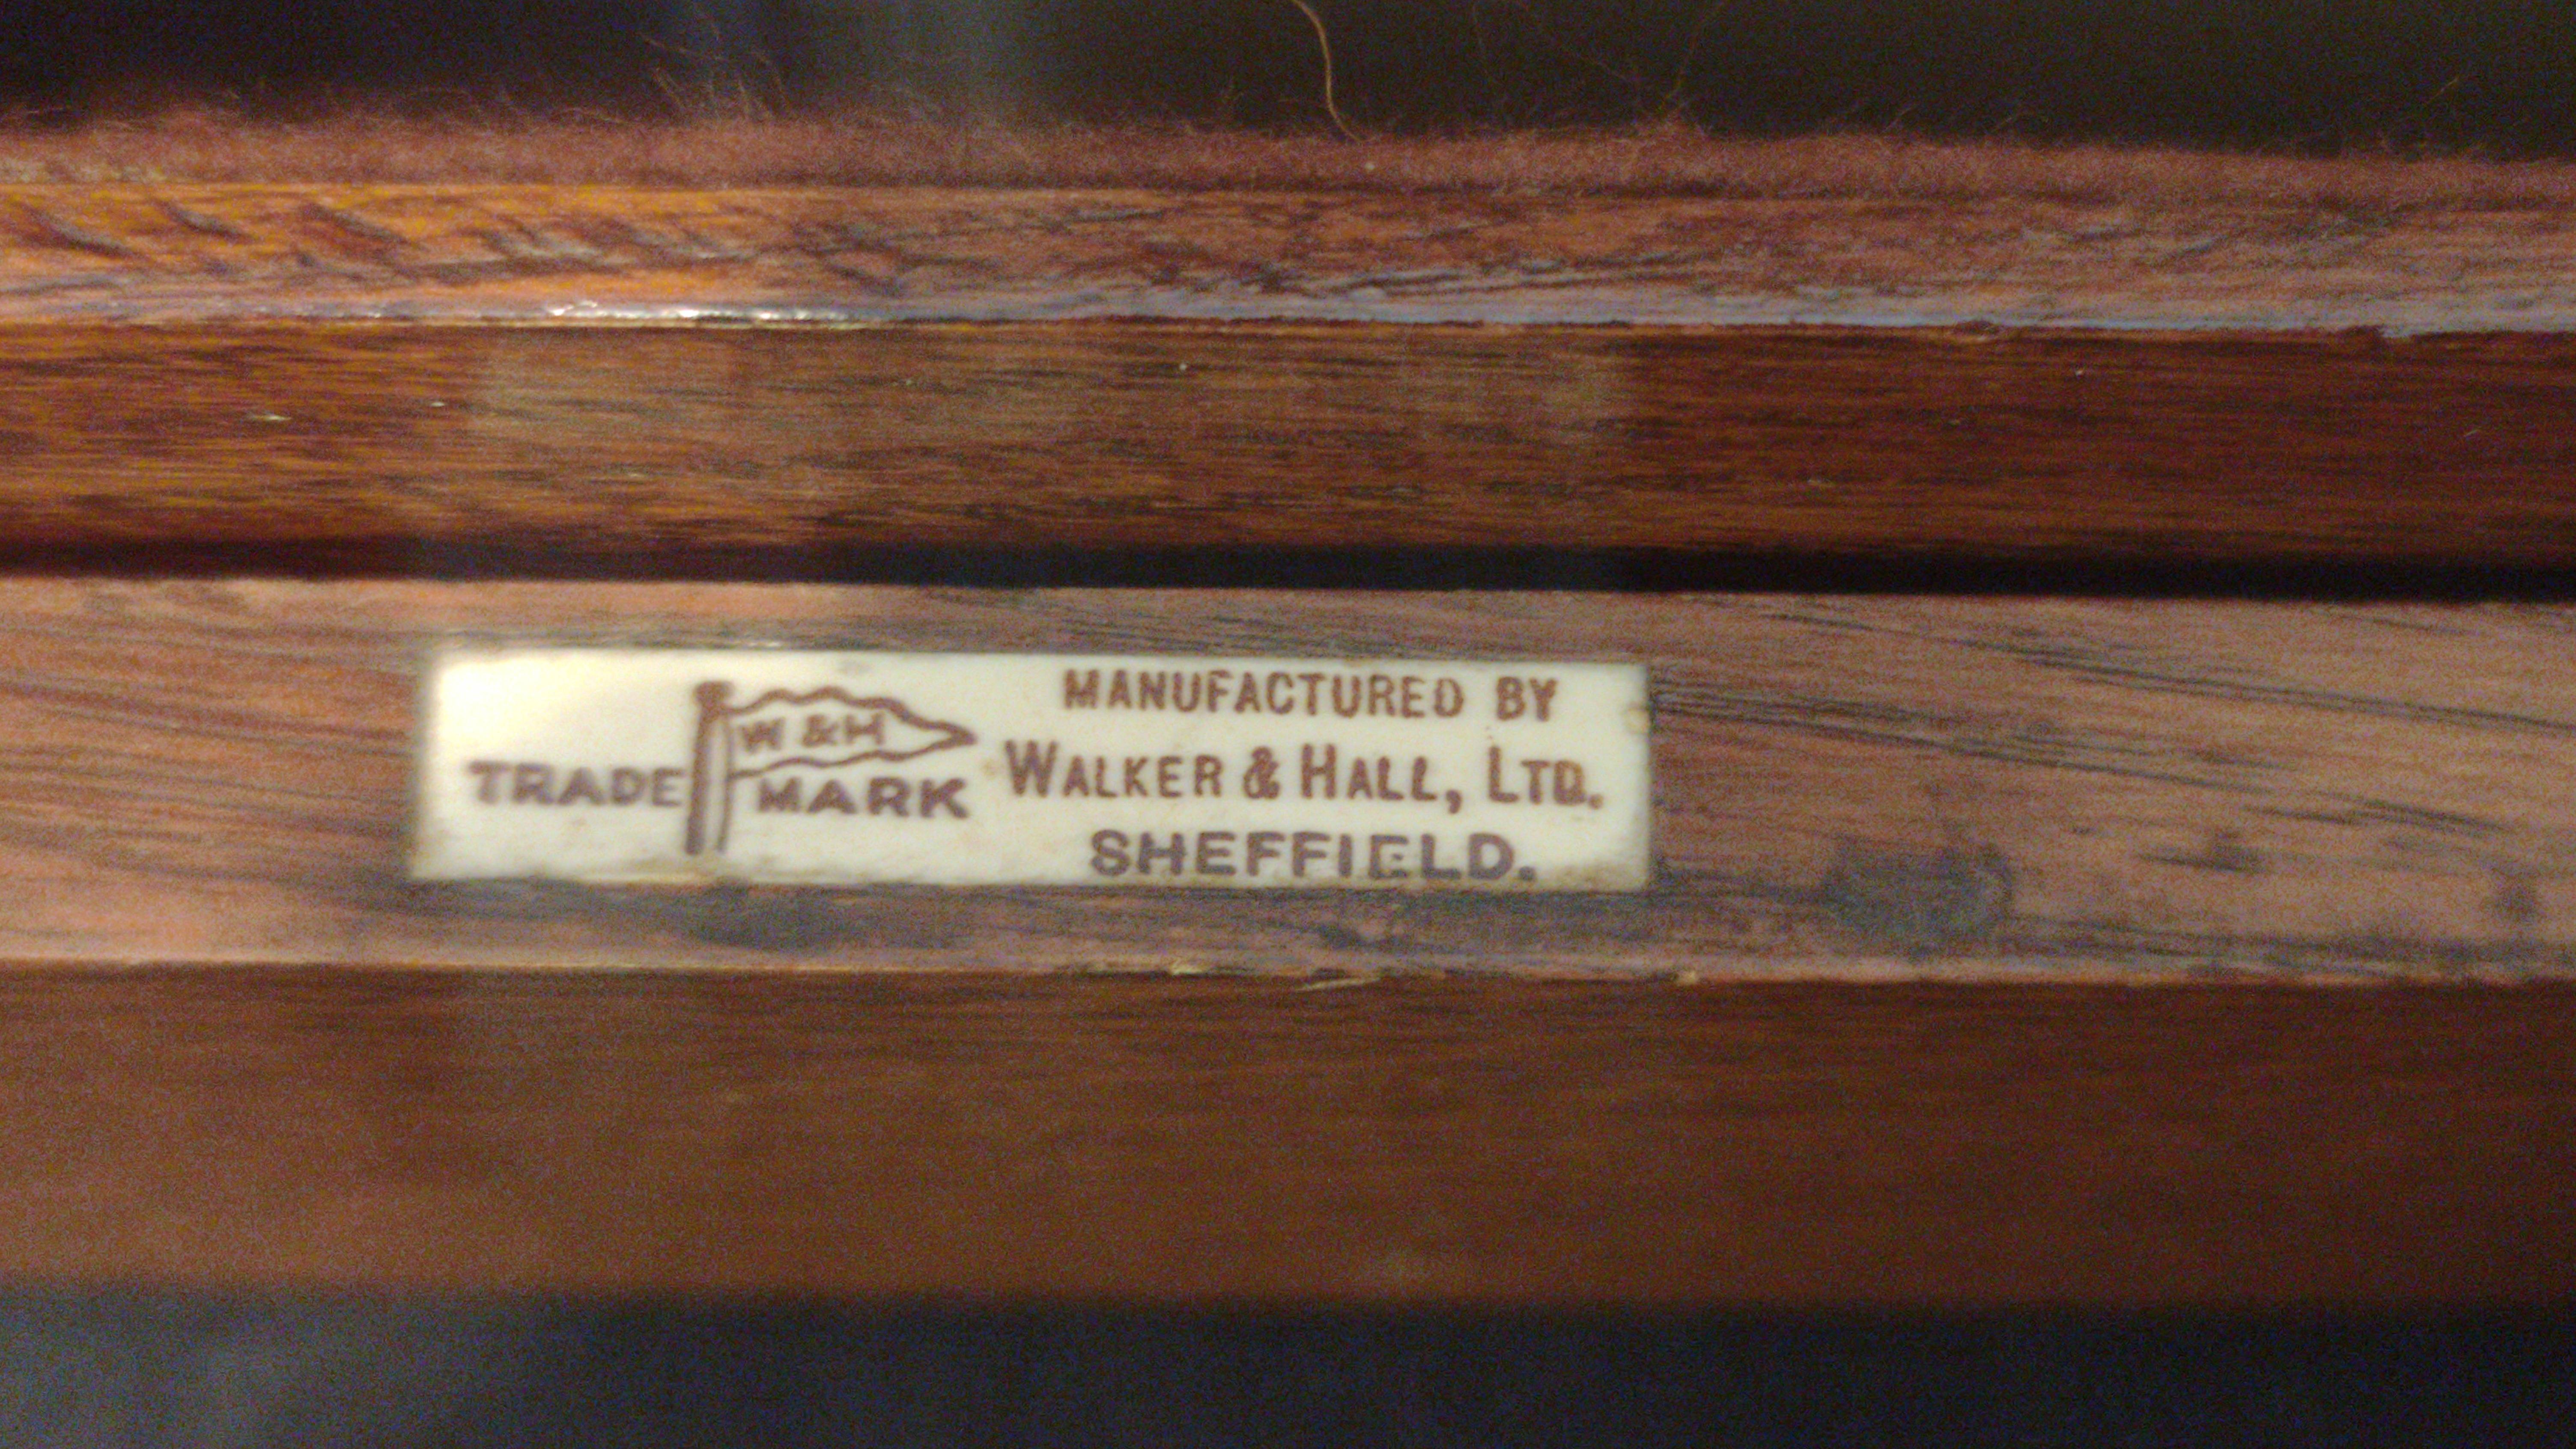 W & H
TRADE MARK
MANUFACTURED BY
WALKER & HALL, LTD.
SHEFFIELD.